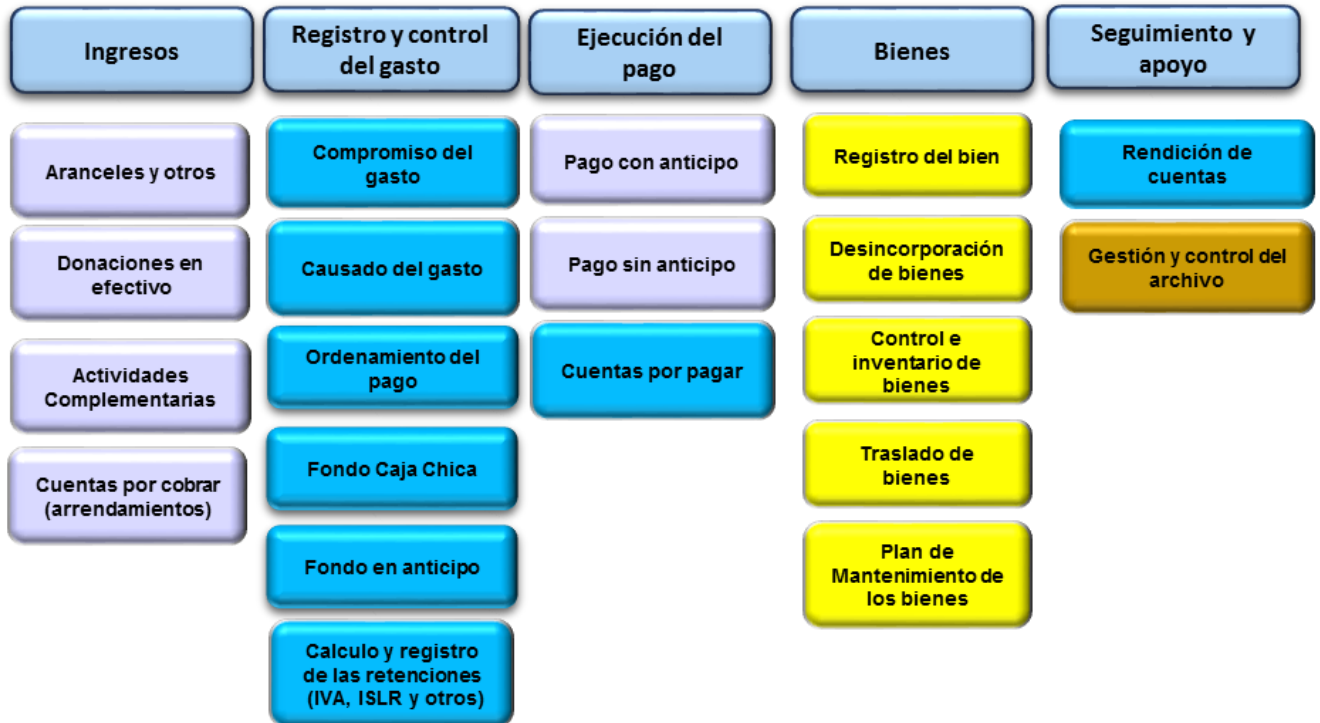 Ingresos
Aranceles y otros
Donaciones en
efectivo
Actividades
Complementarias
Cuentas por cobrar
(arrendamientos)
Registro y control
del gasto
Compromiso del
gasto
Causado del gasto
Ordenamiento del
pago
Fondo Caja Chica
Fondo en anticipo
Calculo y registro
de las retenciones
(IVA, ISLR y otros)
Ejecución del
pago
Pago con anticipo
Pago sin anticipo
Cuentas por pagar
Bienes
Registro del bien
Desincorporación
de bienes
Control e
inventario de
bienes
Traslado de
bienes
Plan de
Mantenimiento de
los bienes
Seguimiento y
apoyo
Rendición de
cuentas
Gestión y control del
archivo